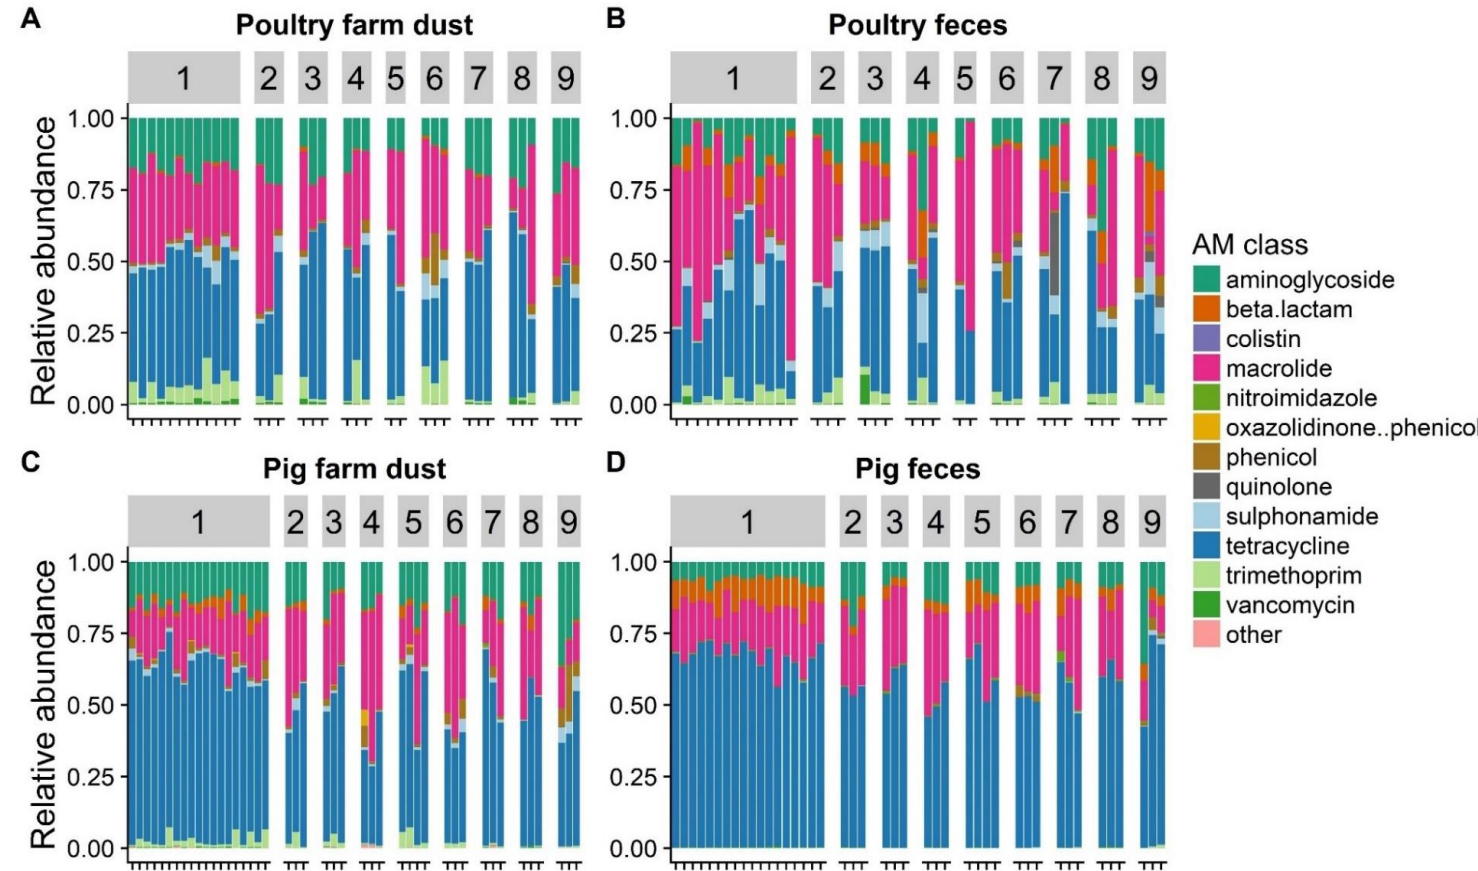 A Poultry farm dust
1 2 3 4 5 6 7 8 9
Relative abundance
1.00
0.75
0.50
0.25
0.00
B Poultry feces
1 2 3 4 5 6 7 8 9
1.00
0.75
0.50
0.25
0.00
C Pig farm dust
1 2 3 4 5 6 7 8 9
Relative abundance
1.00
0.75
0.50
0.25
0.00
D Pig feces
1 2 3 4 5 6 7 8 9
1.00
0.75
0.50
0.25
0.00
AM class
aminoglycoside
beta.lactam
colistin
macrolide
nitroimidazole
oxazolidinone..phenicol
phenicol
quinolone
sulphonamide
tetracycline
trimethoprim
vancomycin
other